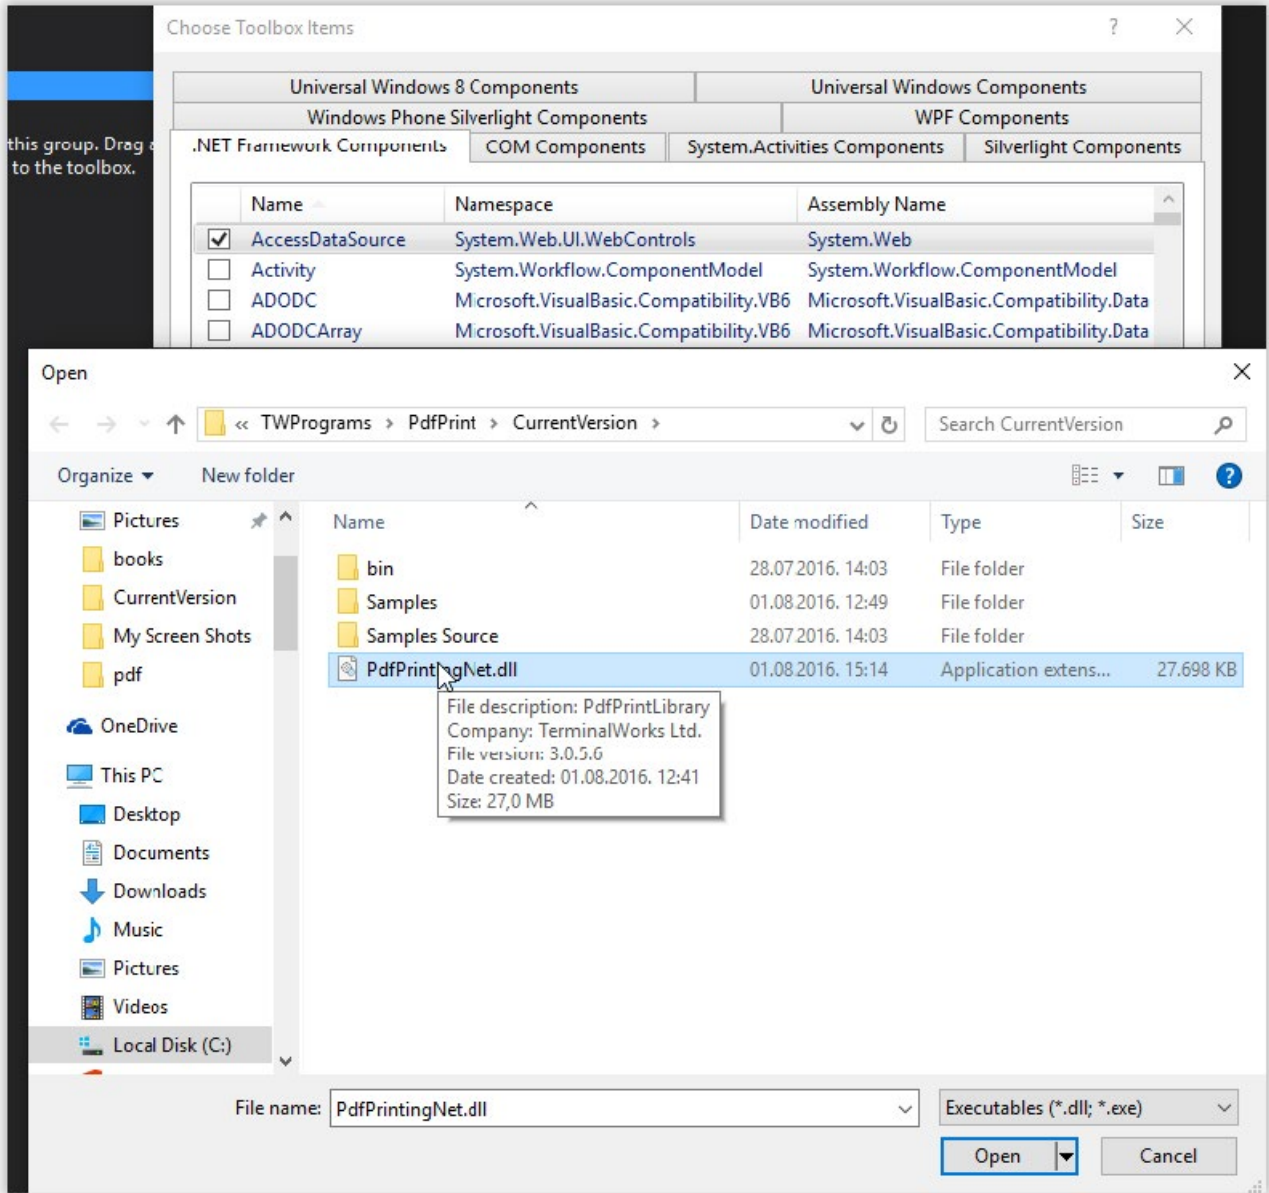 Choose Toolbox Items ?
Universal Windows 8 Components Universal Windows Components
Windows Phone Silverlight Components WPF Components
.NET Framework Components COM Components System.Activities Components Silverlight Components
this group. Drag a
to the toolbox.
Name Namespace Assembly Name
AccessDataSource System.Web.UI.WebControls System.Web
Activity System.Workflow.ComponentModel System.Workflow.ComponentModel
ADODC Microsoft.VisualBasic.Compatibility.VB6 Microsoft.VisualBasic.Compatibility.Data
ADODCArray Microsoft.VisualBasic.Compatibility.VB6 Microsoft.VisualBasic.Compatibility.Data
Open
« TWPrograms › PdfPrint › CurrentVersion › Search CurrentVersion
Organize New folder ?
Name Date modified Type Size
Pictures
books
CurrentVersion
My Screen Shots
pdf
OneDrive
This PC
Desktop
Documents
Downloads
Music
Pictures
Videos
Local Disk (C:)
bin 28.07.2016. 14:03 File folder
Samples 01.08.2016. 12:49 File folder
Samples Source 28.07.2016. 14:03 File folder
PdfPrintingNet.dll 01.08.2016. 15:14 Application extens... 27.698 KB
File description: PdfPrintLibrary
Company: TerminalWorks Ltd.
File version: 3.0.5.6
Date created: 01.08.2016. 12:41
Size: 27,0 MB
File name: PdfPrintingNet.dll Executables (*.dll; *.exe)
Open Cancel